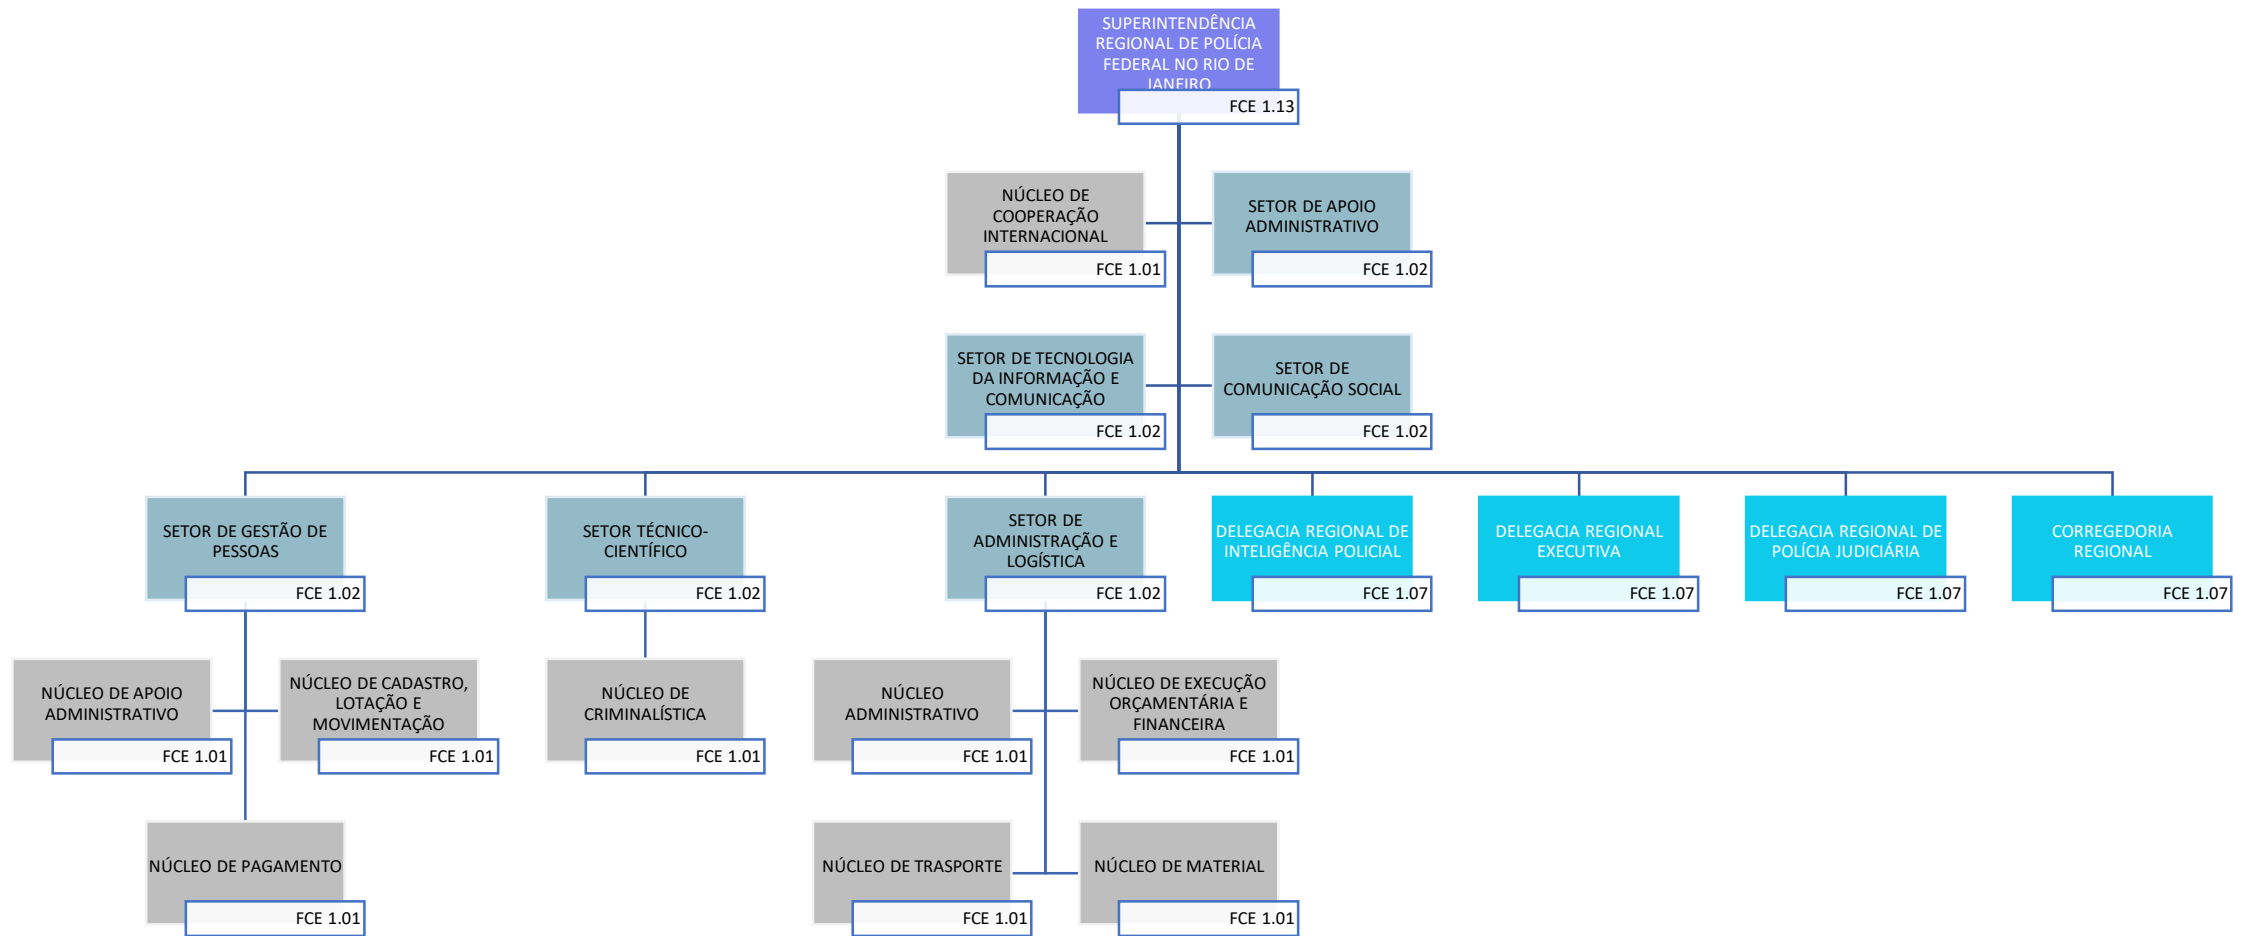 SUPERINTENDÊNCIA
REGIONAL DE POLÍCIA
FEDERAL NO RIO DE
JANEIRO
FCE 1.13
NÚCLEO DE
COOPERAÇÃO
INTERNACIONAL
FCE 1.01
SETOR DE APOIO
ADMINISTRATIVO
FCE 1.02
SETOR DE TECNOLOGIA
DA INFORMAÇÃO E
COMUNICAÇÃO
FCE 1.02
SETOR DE
COMUNICAÇÃO SOCIAL
FCE 1.02
SETOR DE GESTÃO DE
PESSOAS
FCE 1.02
SETOR TÉCNICO-
CIENTÍFICO
FCE 1.02
SETOR DE
ADMINISTRAÇÃO E
LOGÍSTICA
FCE 1.02
DELEGACIA REGIONAL DE
INTELIGÊNCIA POLICIAL
FCE 1.07
DELEGACIA REGIONAL
EXECUTIVA
FCE 1.07
DELEGACIA REGIONAL DE
POLÍCIA JUDICIÁRIA
FCE 1.07
CORREGEDORIA
REGIONAL
FCE 1.07
NÚCLEO DE APOIO
ADMINISTRATIVO
FCE 1.01
NÚCLEO DE CADASTRO,
LOTAÇÃO E
MOVIMENTAÇÃO
FCE 1.01
NÚCLEO DE
CRIMINALÍSTICA
FCE 1.01
NÚCLEO
ADMINISTRATIVO
FCE 1.01
NÚCLEO DE EXECUÇÃO
ORÇAMENTÁRIA E
FINANCEIRA
FCE 1.01
NÚCLEO DE PAGAMENTO
FCE 1.01
NÚCLEO DE TRASPORTE
FCE 1.01
NÚCLEO DE MATERIAL
FCE 1.01